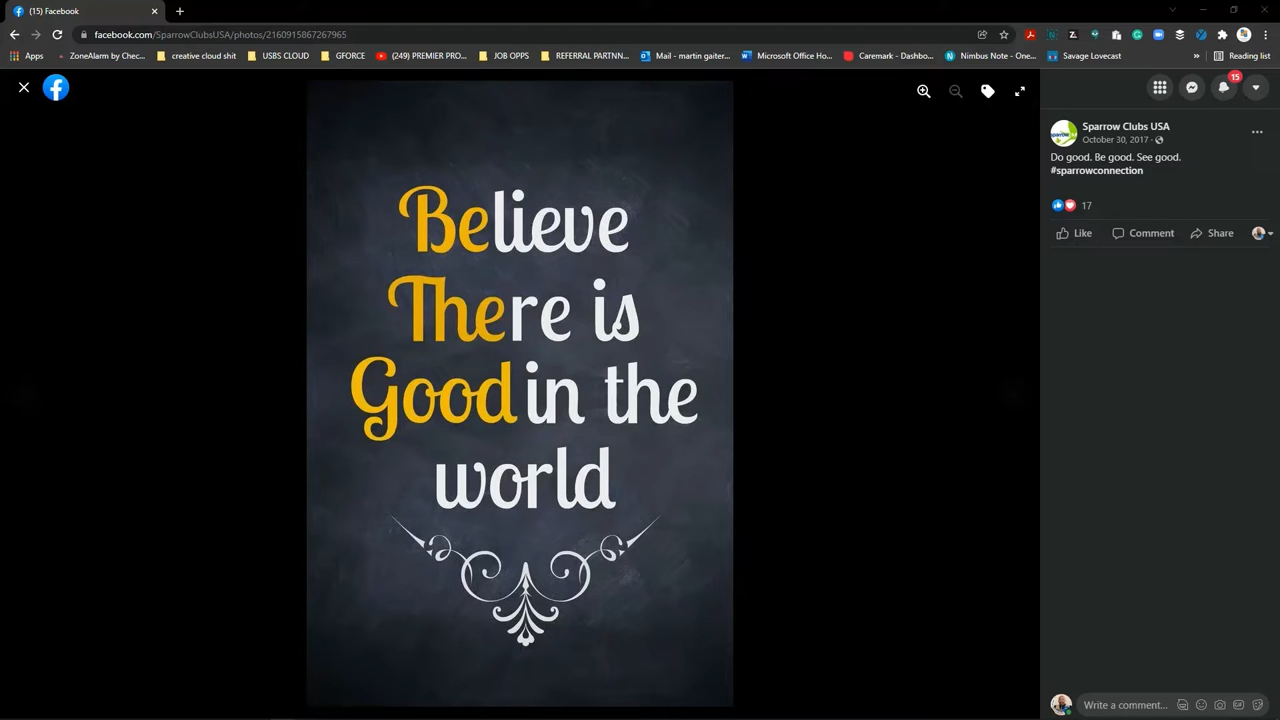 (15) Facebook
facebook.com/SparrowClubsUSA/photos/2160915867267965
Apps
ZoneAlarm by Chec...
creative cloud shit
USBS CLOUD
GFORCE
(249) PREMIER PRO...
JOB OPPS
REFERRAL PARTNN...
Mail - martin gaiter...
Microsoft Office Ho...
Caremark - Dashbo...
Nimbus Note - One...
Savage Lovecast
»
Reading list
15
Sparrow Clubs USA
October 30, 2017 ·
Do good. Be good. See good.
#sparrowconnection
17
Like
Comment
Share
Believe
There is
Good in the
world
Write a comment...